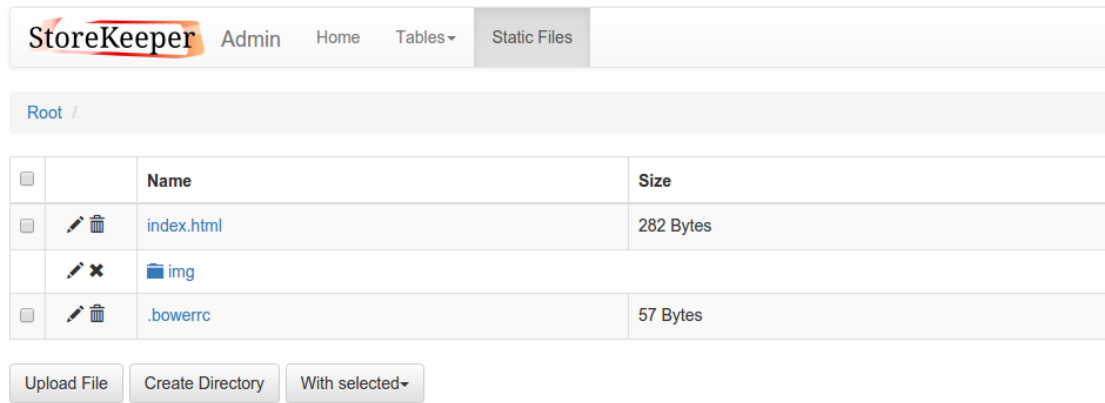 StoreKeeper Admin Home Tables Static Files
Root /
Name Size
index.html 282 Bytes
img
.bowerrc 57 Bytes
Upload File Create Directory With selected